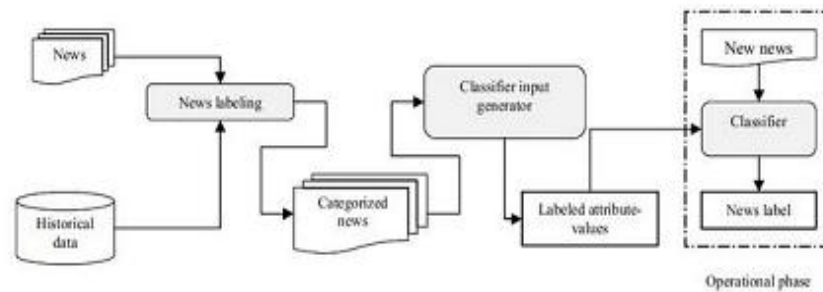 News
News labeling
Historical
data
Categorized
news
Classifier input
generator
Labeled attribute-
values
New news
Classifier
News label
Operational phase